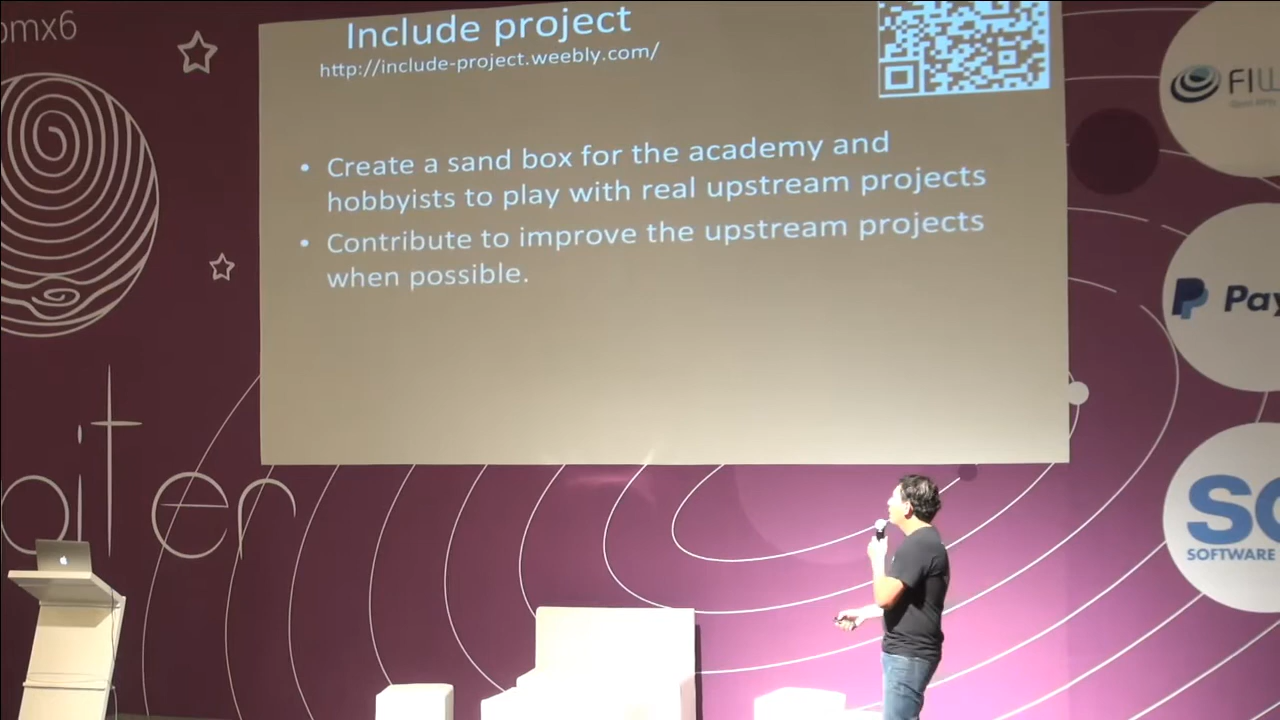 omx6
Include project
http://include-project.weebly.com/
• Create a sand box for the academy and
hobbyists to play with real upstream projects
• Contribute to improve the upstream projects
when possible.
Pay
SOFTWARE